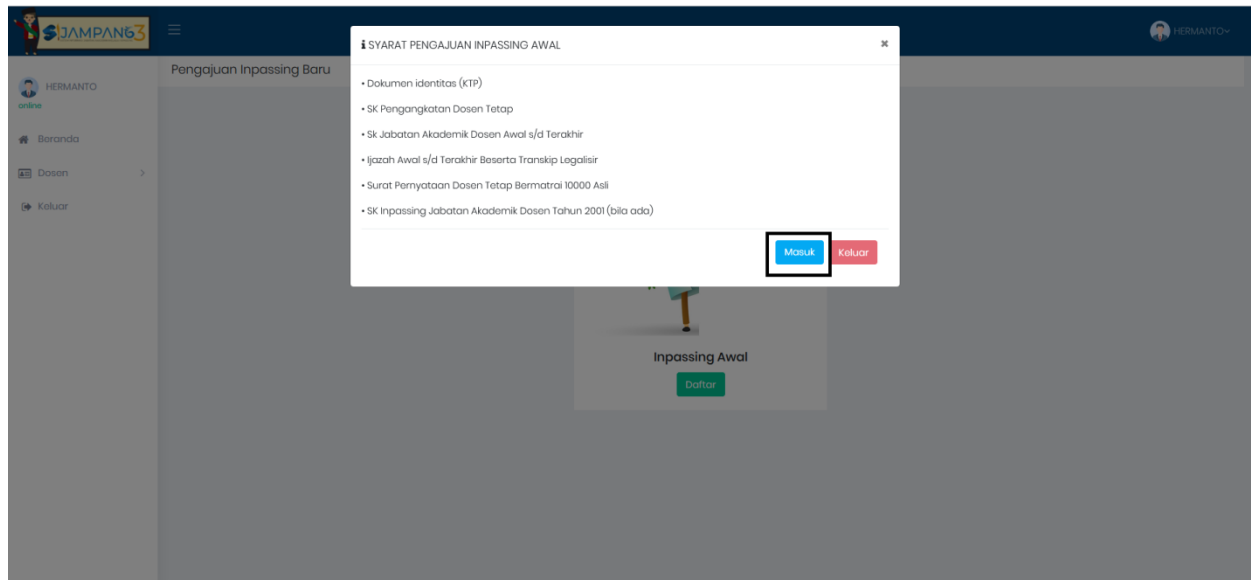 SIJAMPANG3
HERMANTO
HERMANTO
online
Beranda
Dosen
Keluar
Pengajuan Inpassing Baru
SYARAT PENGAJUAN INPASSING AWAL
• Dokumen identitas (KTP)
• SK Pengangkatan Dosen Tetap
• Sk Jabatan Akademik Dosen Awal s/d Terakhir
• Ijazah Awal s/d Terakhir Beserta Transkip Legalisir
• Surat Pernyataan Dosen Tetap Bermatrai 10000 Asli
• SK Inpassing Jabatan Akademik Dosen Tahun 2001 (bila ada)
Masuk Keluar
Inpassing Awal
Daftar